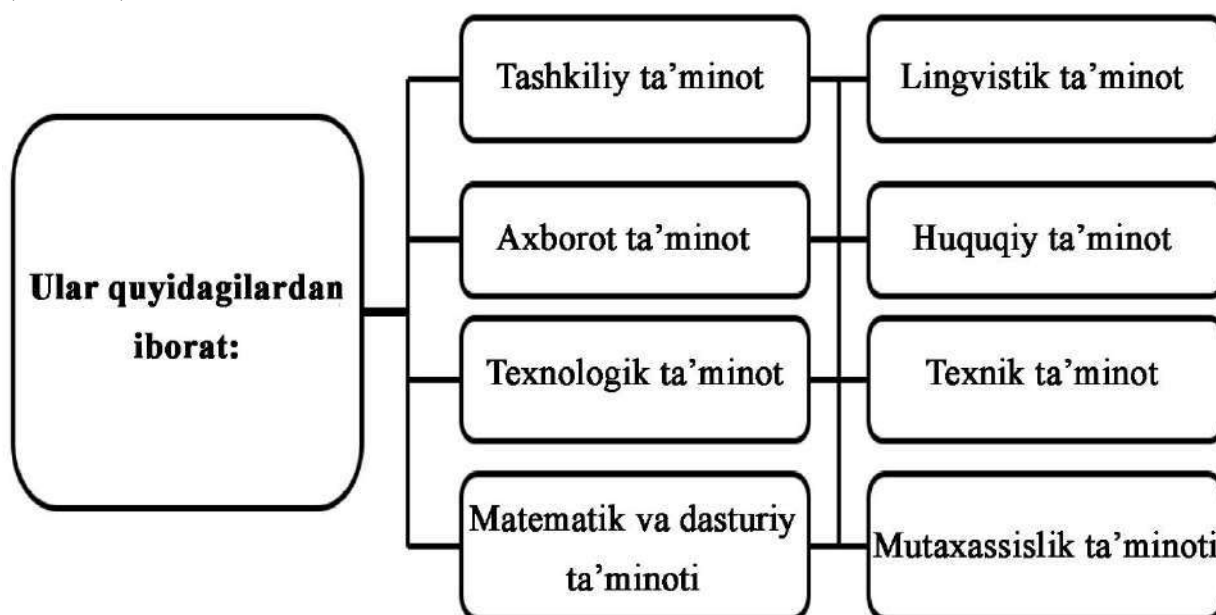 Ular quyidagilardan
iborat:
Tashkiliy ta’minot
Axborot ta’minot
Texnologik ta’minot
Matematik va dasturiy
ta’minoti
Lingvistik ta’minot
Huquqiy ta’minot
Texnik ta’minot
Mutaxassislik ta’minoti